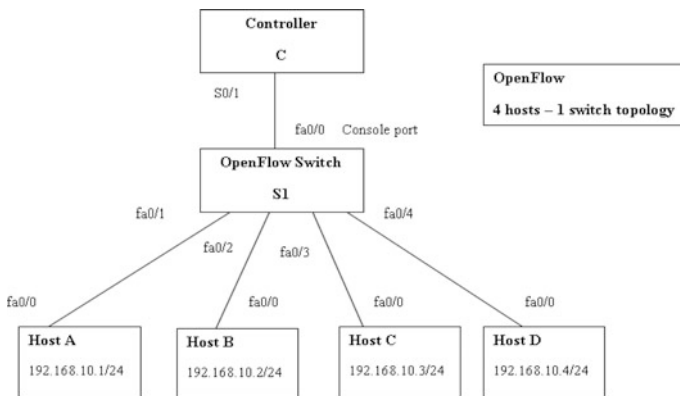 Controller
C
OpenFlow
4 hosts – 1 switch topology
S0/1
fa0/0 Console port
OpenFlow Switch
S1
fa0/1
fa0/2
fa0/3
fa0/4
fa0/0
fa0/0
fa0/0
fa0/0
Host A
192.168.10.1/24
Host B
192.168.10.2/24
Host C
192.168.10.3/24
Host D
192.168.10.4/24